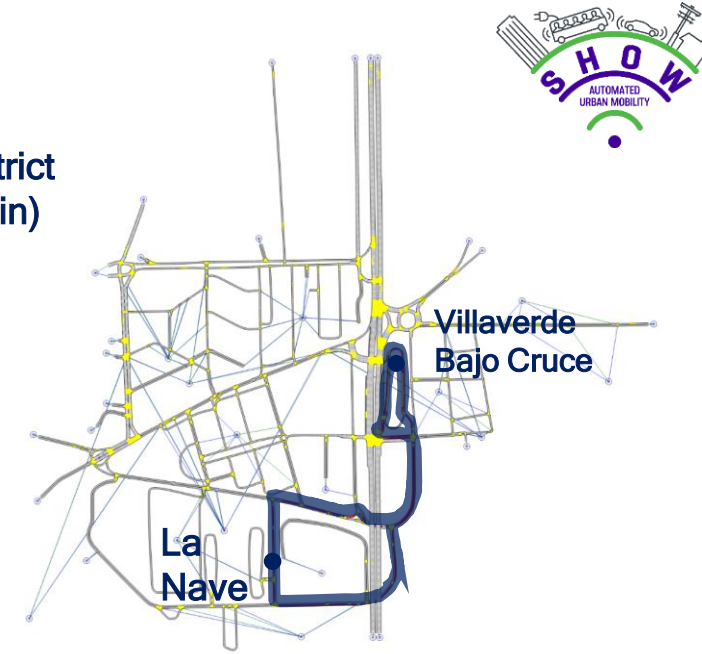 SHOW
AUTOMATED
URBAN MOBILITY
trict
in)
Villaverde
Bajo Cruce
La
Nave